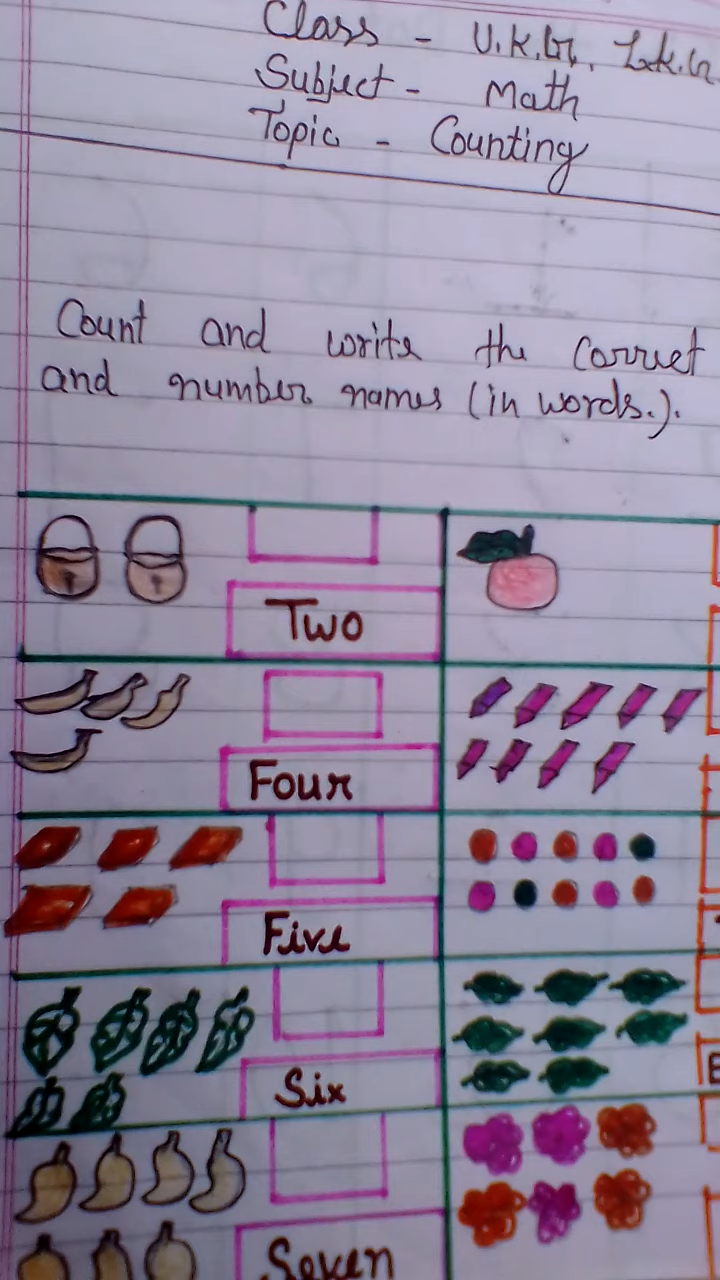 Class - U.K.G, L.K.G
Subject - Math
Topic - Counting
Count and write the correct
and number names (in words.).
Two
Four
Five
Six
Seven